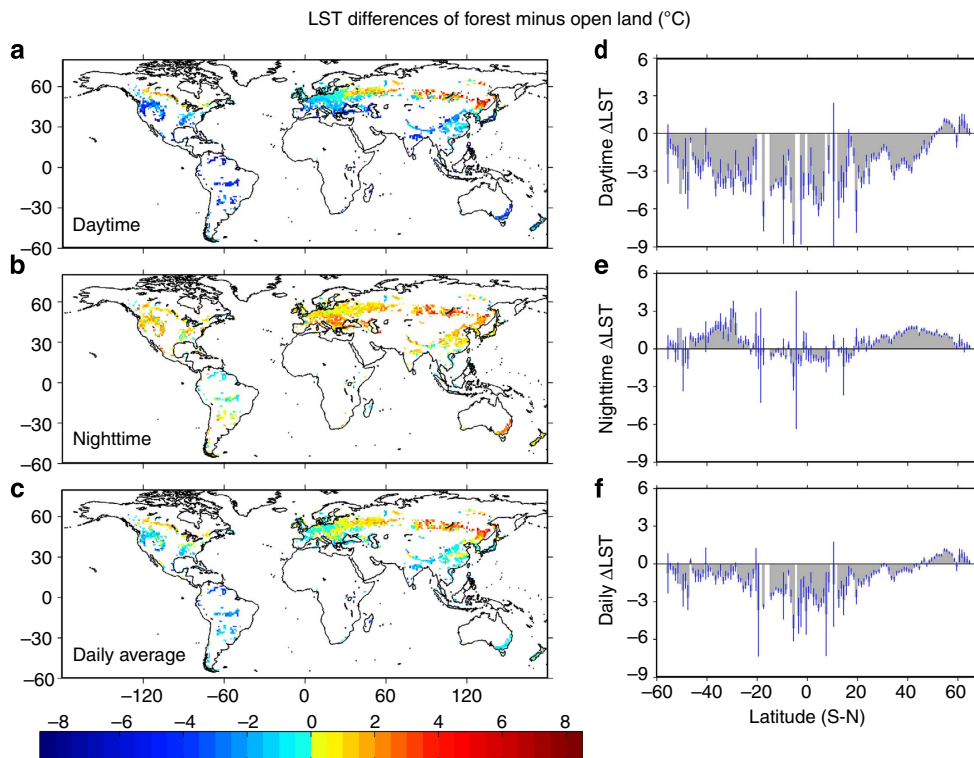 LST differences of forest minus open land (°C)
a
60
30
0
−30
−60
Daytime
b
60
30
0
−30
−60
Nighttime
c
60
30
0
−30
−60
Daily average
−120 −60 0 60 120
−8 −6 −4 −2 0 2 4 6 8
d
6
3
0
−3
−6
−9
Daytime ΔLST
e
6
3
0
−3
−6
−9
Nighttime ΔLST
f
6
3
0
−3
−6
−9
Daily ΔLST
−60 −40 −20 0 20 40 60
Latitude (S-N)